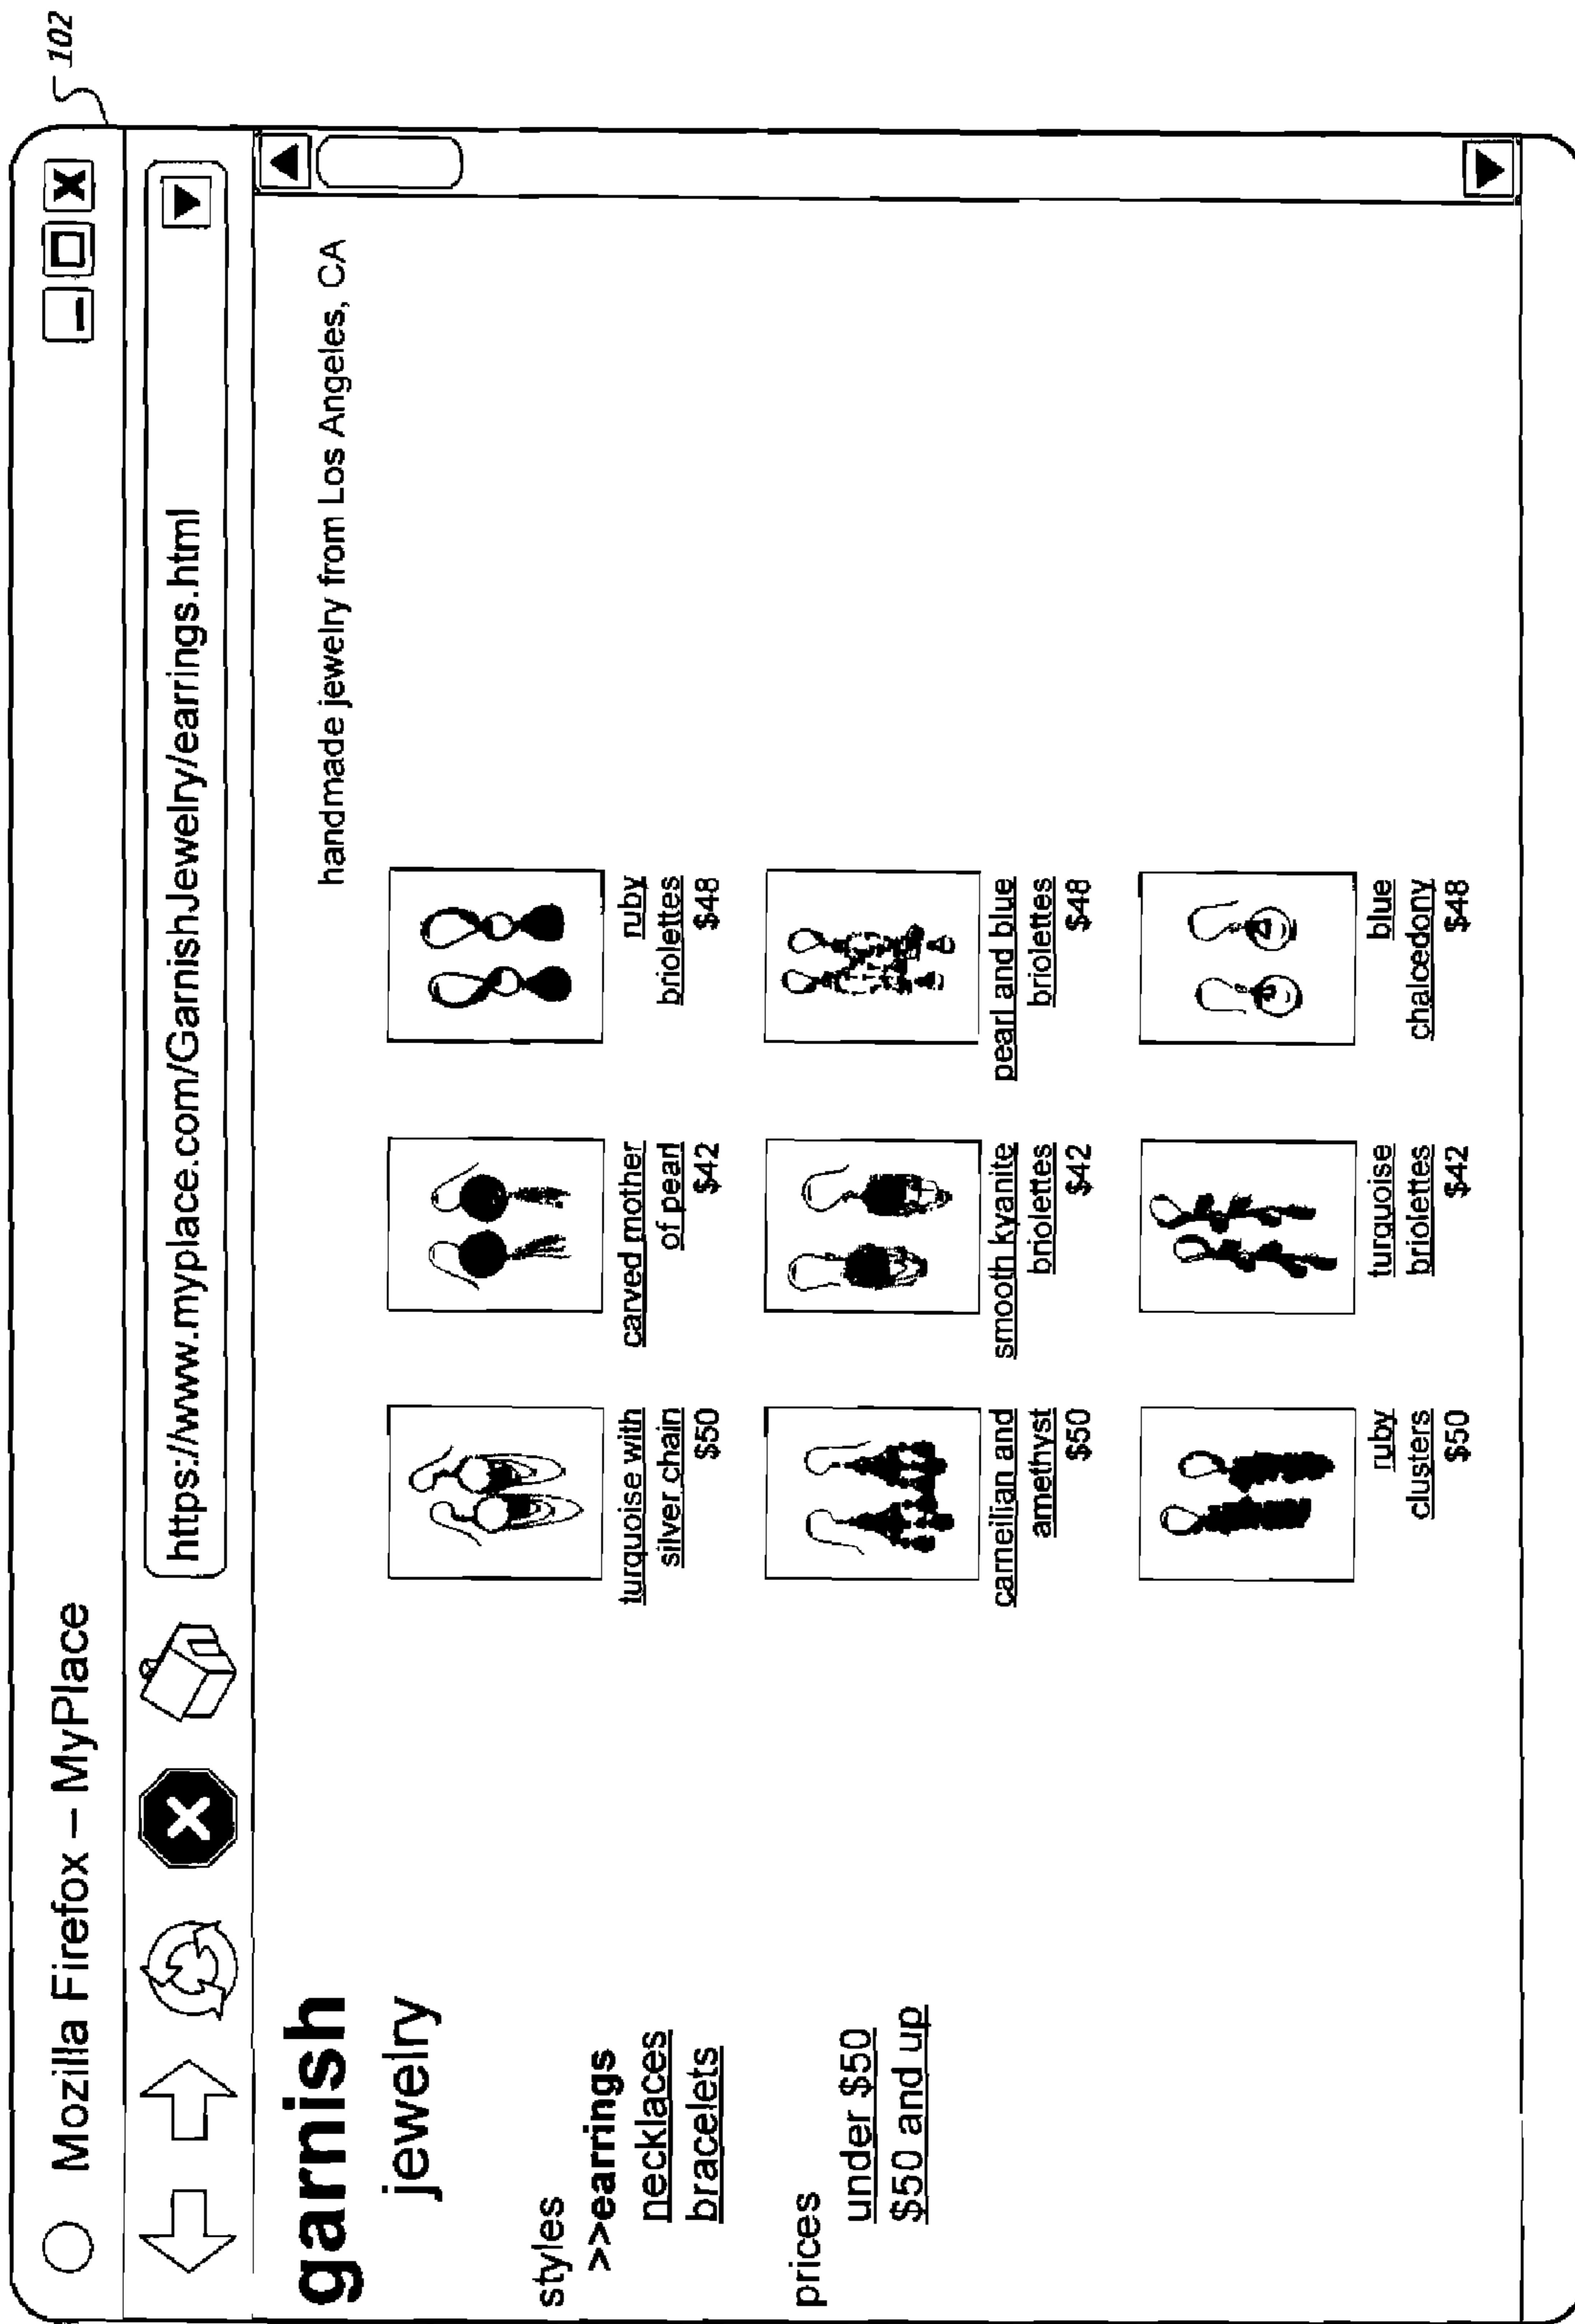 102
Mozilla Firefox – MyPlace
https://www.myplace.com/GarnishJewelry/earrings.html
garnish
jewelry
handmade jewelry from Los Angeles, CA
styles
>>earrings
necklaces
bracelets
prices
under $50
$50 and up
turquoise with
silver chain
$50
carved mother
of pearl
$42
ruby
briolettes
$48
carneilian and
amethyst
$50
smooth kyanite
briolettes
$42
pearl and blue
briolettes
$48
ruby
clusters
$50
turquoise
briolettes
$42
blue
chalcedony
$48